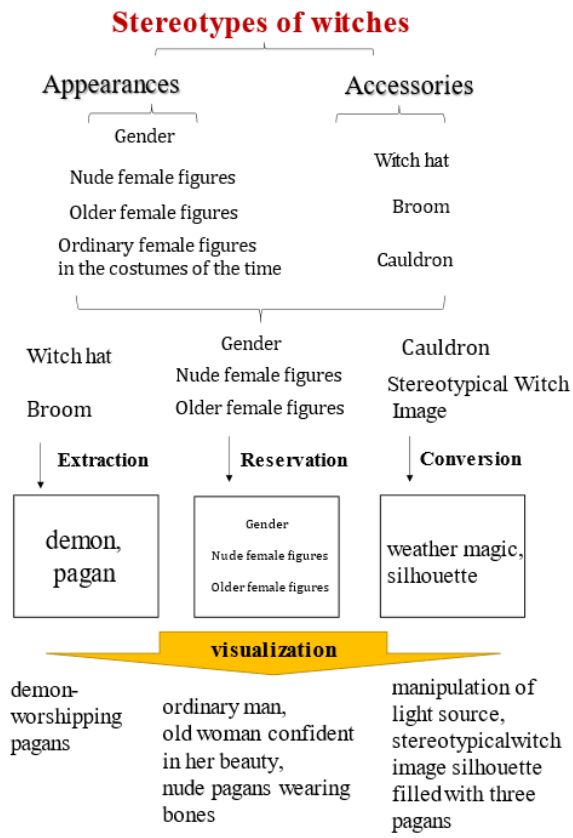 Stereotypes of witches
Appearances
Accessories
Gender
Nude female figures
Older female figures
Ordinary female figures
in the costumes of the time
Witch hat
Broom
Cauldron
Witch hat
Broom
Gender
Nude female figures
Older female figures
Cauldron
Stereotypical Witch
Image
Extraction
Reservation
Conversion
demon,
pagan
Gender
Nude female figures
Older female figures
weather magic,
silhouette
visualization
demon-
worshipping
pagans
ordinary man,
old woman confident
in her beauty,
nude pagans wearing
bones
manipulation of
light source,
stereotypicalwitch
image silhouette
filled with three
pagans